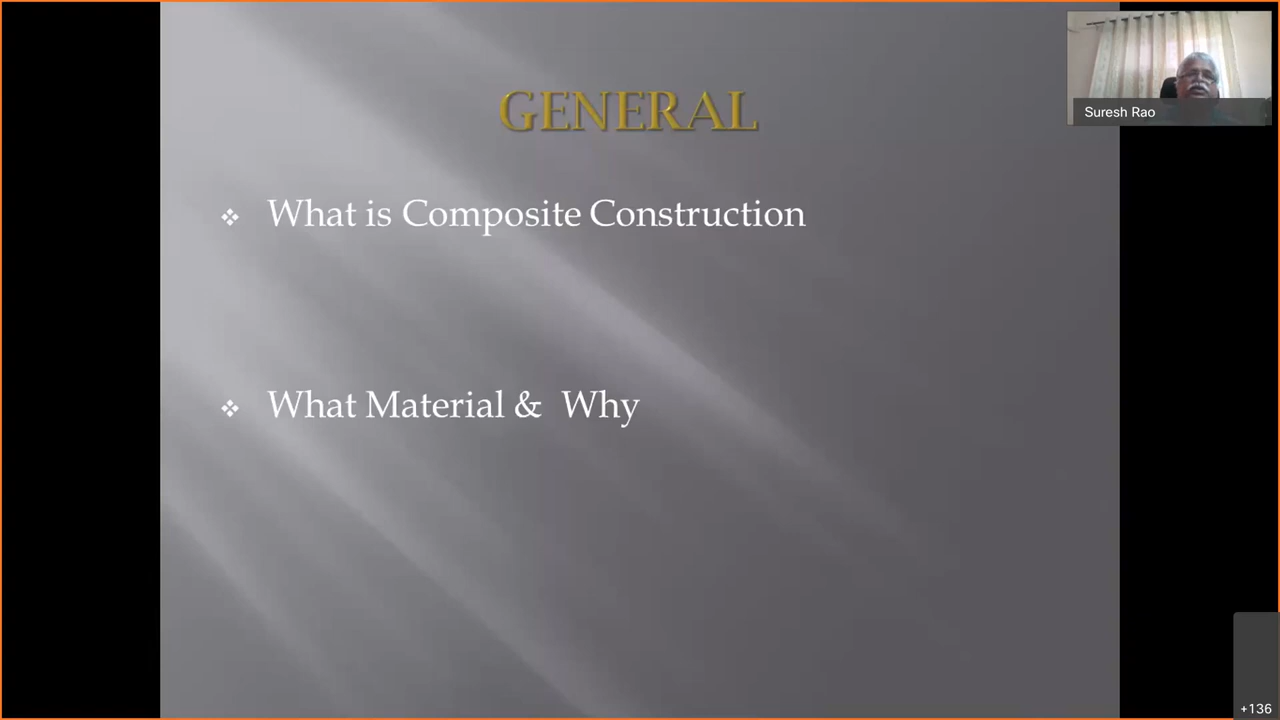 GENERAL
Suresh Rao
What is Composite Construction
What Material & Why
+136